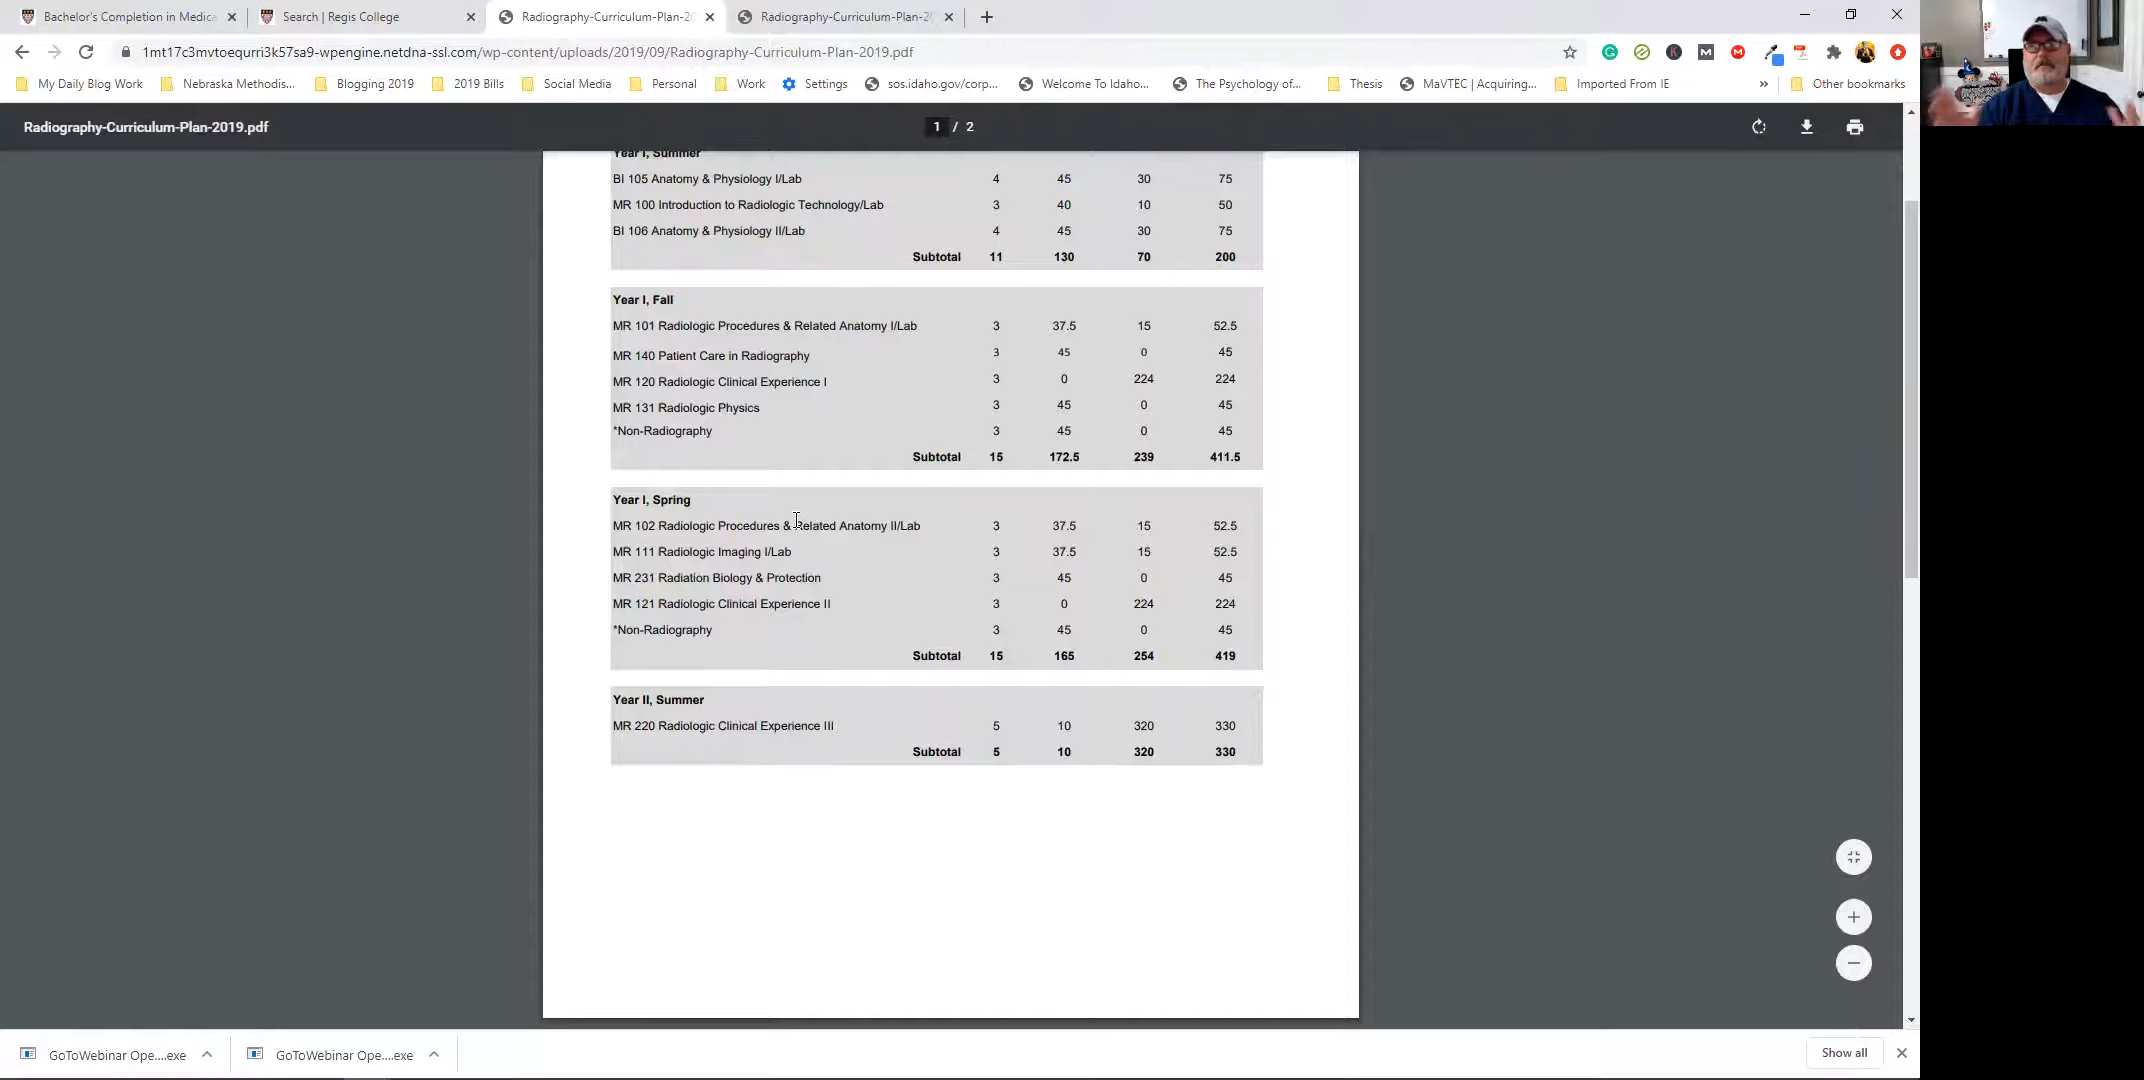 Bachelor's Completion in Medica
Search | Regis College
Radiography-Curriculum-Plan-2
Radiography-Curriculum-Plan-2
1mt17c3mvtoequrri3k57sa9-wpengine.netdna-ssl.com/wp-content/uploads/2019/09/Radiography-Curriculum-Plan-2019.pdf
My Daily Blog Work Nebraska Methodis... Blogging 2019 2019 Bills Social Media Personal Work Settings sos.idaho.gov/corp... Welcome To Idaho... The Psychology of... Thesis MaVTEC | Acquiring... Imported From IE » Other bookmarks
Radiography-Curriculum-Plan-2019.pdf 1 / 2
Year I, Summer
BI 105 Anatomy & Physiology I/Lab 4 45 30 75
MR 100 Introduction to Radiologic Technology/Lab 3 40 10 50
BI 106 Anatomy & Physiology II/Lab 4 45 30 75
Subtotal 11 130 70 200
Year I, Fall
MR 101 Radiologic Procedures & Related Anatomy I/Lab 3 37.5 15 52.5
MR 140 Patient Care in Radiography 3 45 0 45
MR 120 Radiologic Clinical Experience I 3 0 224 224
MR 131 Radiologic Physics 3 45 0 45
*Non-Radiography 3 45 0 45
Subtotal 15 172.5 239 411.5
Year I, Spring
MR 102 Radiologic Procedures & Related Anatomy II/Lab 3 37.5 15 52.5
MR 111 Radiologic Imaging I/Lab 3 37.5 15 52.5
MR 231 Radiation Biology & Protection 3 45 0 45
MR 121 Radiologic Clinical Experience II 3 0 224 224
*Non-Radiography 3 45 0 45
Subtotal 15 165 254 419
Year II, Summer
MR 220 Radiologic Clinical Experience III 5 10 320 330
Subtotal 5 10 320 330
GoToWebinar Ope....exe GoToWebinar Ope....exe Show all